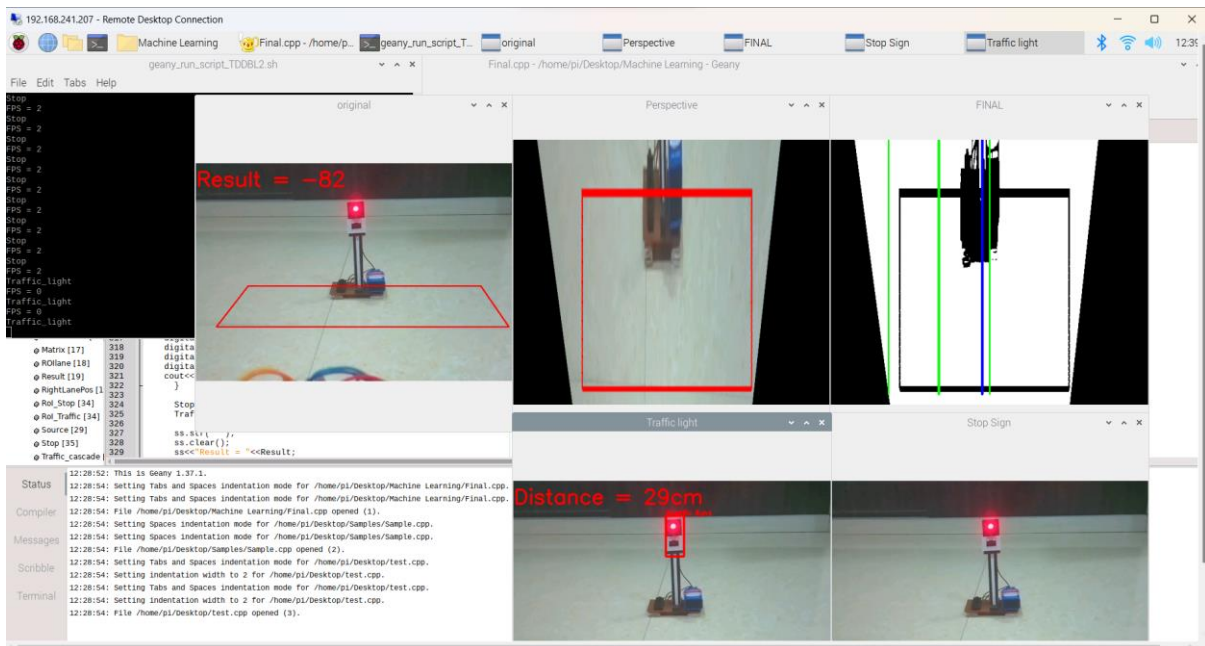 192.168.241.207 - Remote Desktop Connection
Machine Learning
Final.cpp - /home/p...
geany_run_script_T...
original
Perspective
FINAL
Stop Sign
Traffic light
12:39
geany_run_script_TDDBL2.sh
Final.cpp - /home/pi/Desktop/Machine Learning - Geany
File Edit Tabs Help
Stop
FPS = 2
Stop
FPS = 2
Stop
FPS = 2
Stop
FPS = 2
Stop
FPS = 2
Stop
FPS = 2
Stop
FPS = 2
Stop
FPS = 2
Stop
FPS = 2
Traffic_light
FPS = 0
Traffic_light
FPS = 0
Traffic_light
original
Result = -82
Perspective
FINAL
Matrix [17]
ROIlane [18]
Result [19]
RightLanePos [1
RoI_Stop [34]
RoI_Traffic [34]
Source [29]
Stop [35]
Traffic_cascade [
318 digita
319 digita
320 digita
321 cout<<
322 }
323
324 Stop
325 Traf
326
327 ss.str(" ");
328 ss.clear();
329 ss<<"Result = "<<Result;
Traffic light
Distance = 29cm
Stop Sign
Status
Compiler
Messages
Scribble
Terminal
12:28:52: This is Geany 1.37.1.
12:28:54: Setting Tabs and Spaces indentation mode for /home/pi/Desktop/Machine Learning/Final.cpp.
12:28:54: Setting Tabs and Spaces indentation mode for /home/pi/Desktop/Machine Learning/Final.cpp.
12:28:54: File /home/pi/Desktop/Machine Learning/Final.cpp opened (1).
12:28:54: Setting Spaces indentation mode for /home/pi/Desktop/Samples/Sample.cpp.
12:28:54: Setting Spaces indentation mode for /home/pi/Desktop/Samples/Sample.cpp.
12:28:54: File /home/pi/Desktop/Samples/Sample.cpp opened (2).
12:28:54: Setting Tabs and Spaces indentation mode for /home/pi/Desktop/test.cpp.
12:28:54: Setting indentation width to 2 for /home/pi/Desktop/test.cpp.
12:28:54: Setting Tabs and Spaces indentation mode for /home/pi/Desktop/test.cpp.
12:28:54: Setting indentation width to 2 for /home/pi/Desktop/test.cpp.
12:28:54: File /home/pi/Desktop/test.cpp opened (3).